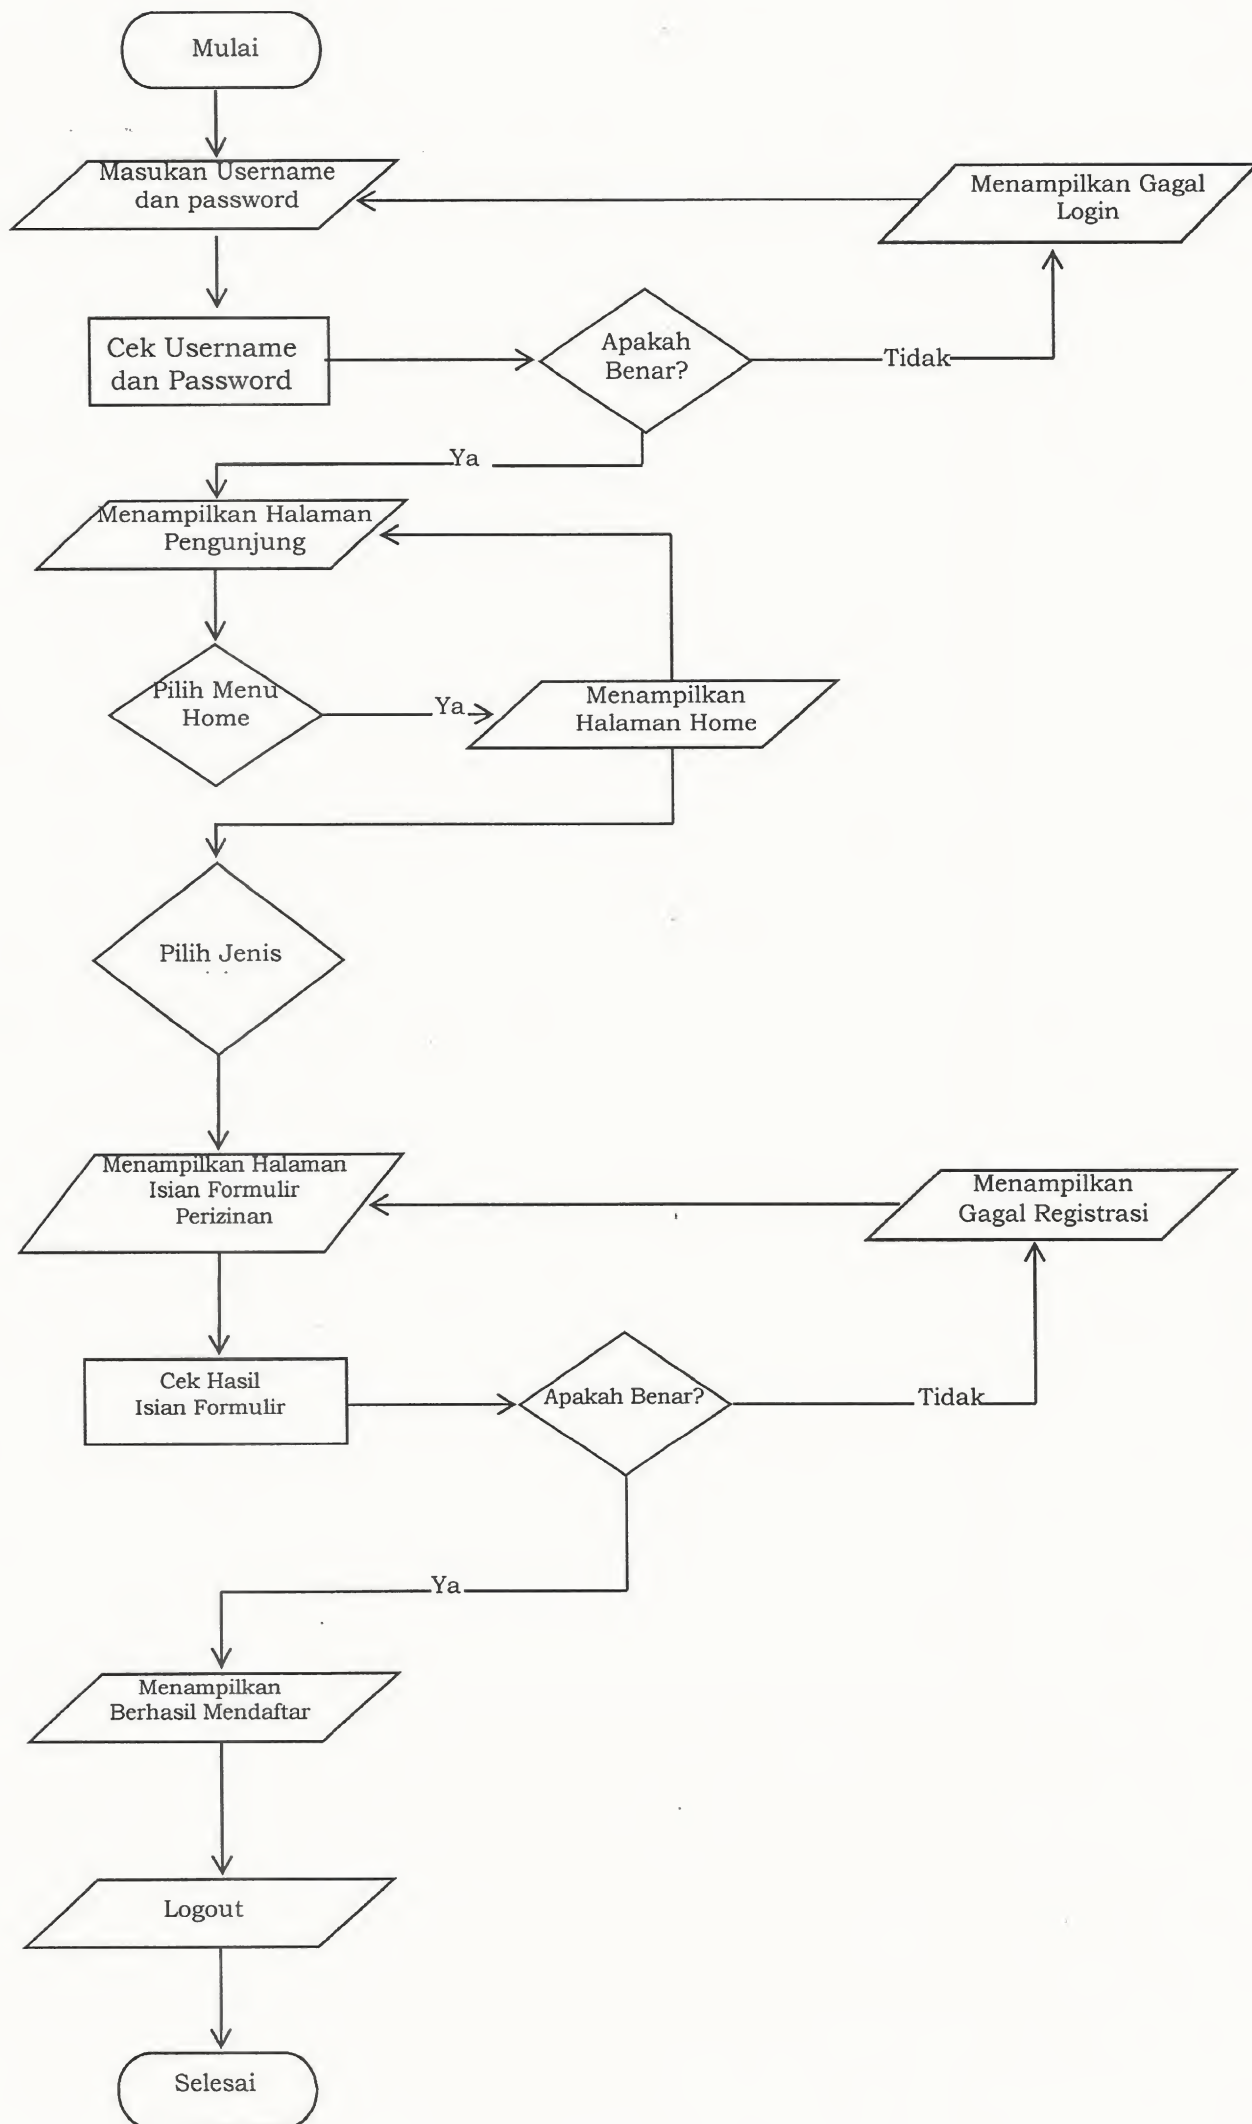 Mulai
Masukan Username
dan password
Menampilkan Gagal
Login
Cek Username
dan Password
Apakah
Benar?
Tidak
Ya
Menampilkan Halaman
Pengunjung
Pilih Menu
Home
Ya
Menampilkan
Halaman Home
Pilih Jenis
Menampilkan Halaman
Isian Formulir
Perizinan
Menampilkan
Gagal Registrasi
Cek Hasil
Isian Formulir
Apakah Benar?
Tidak
Ya
Menampilkan
Berhasil Mendaftar
Logout
Selesai